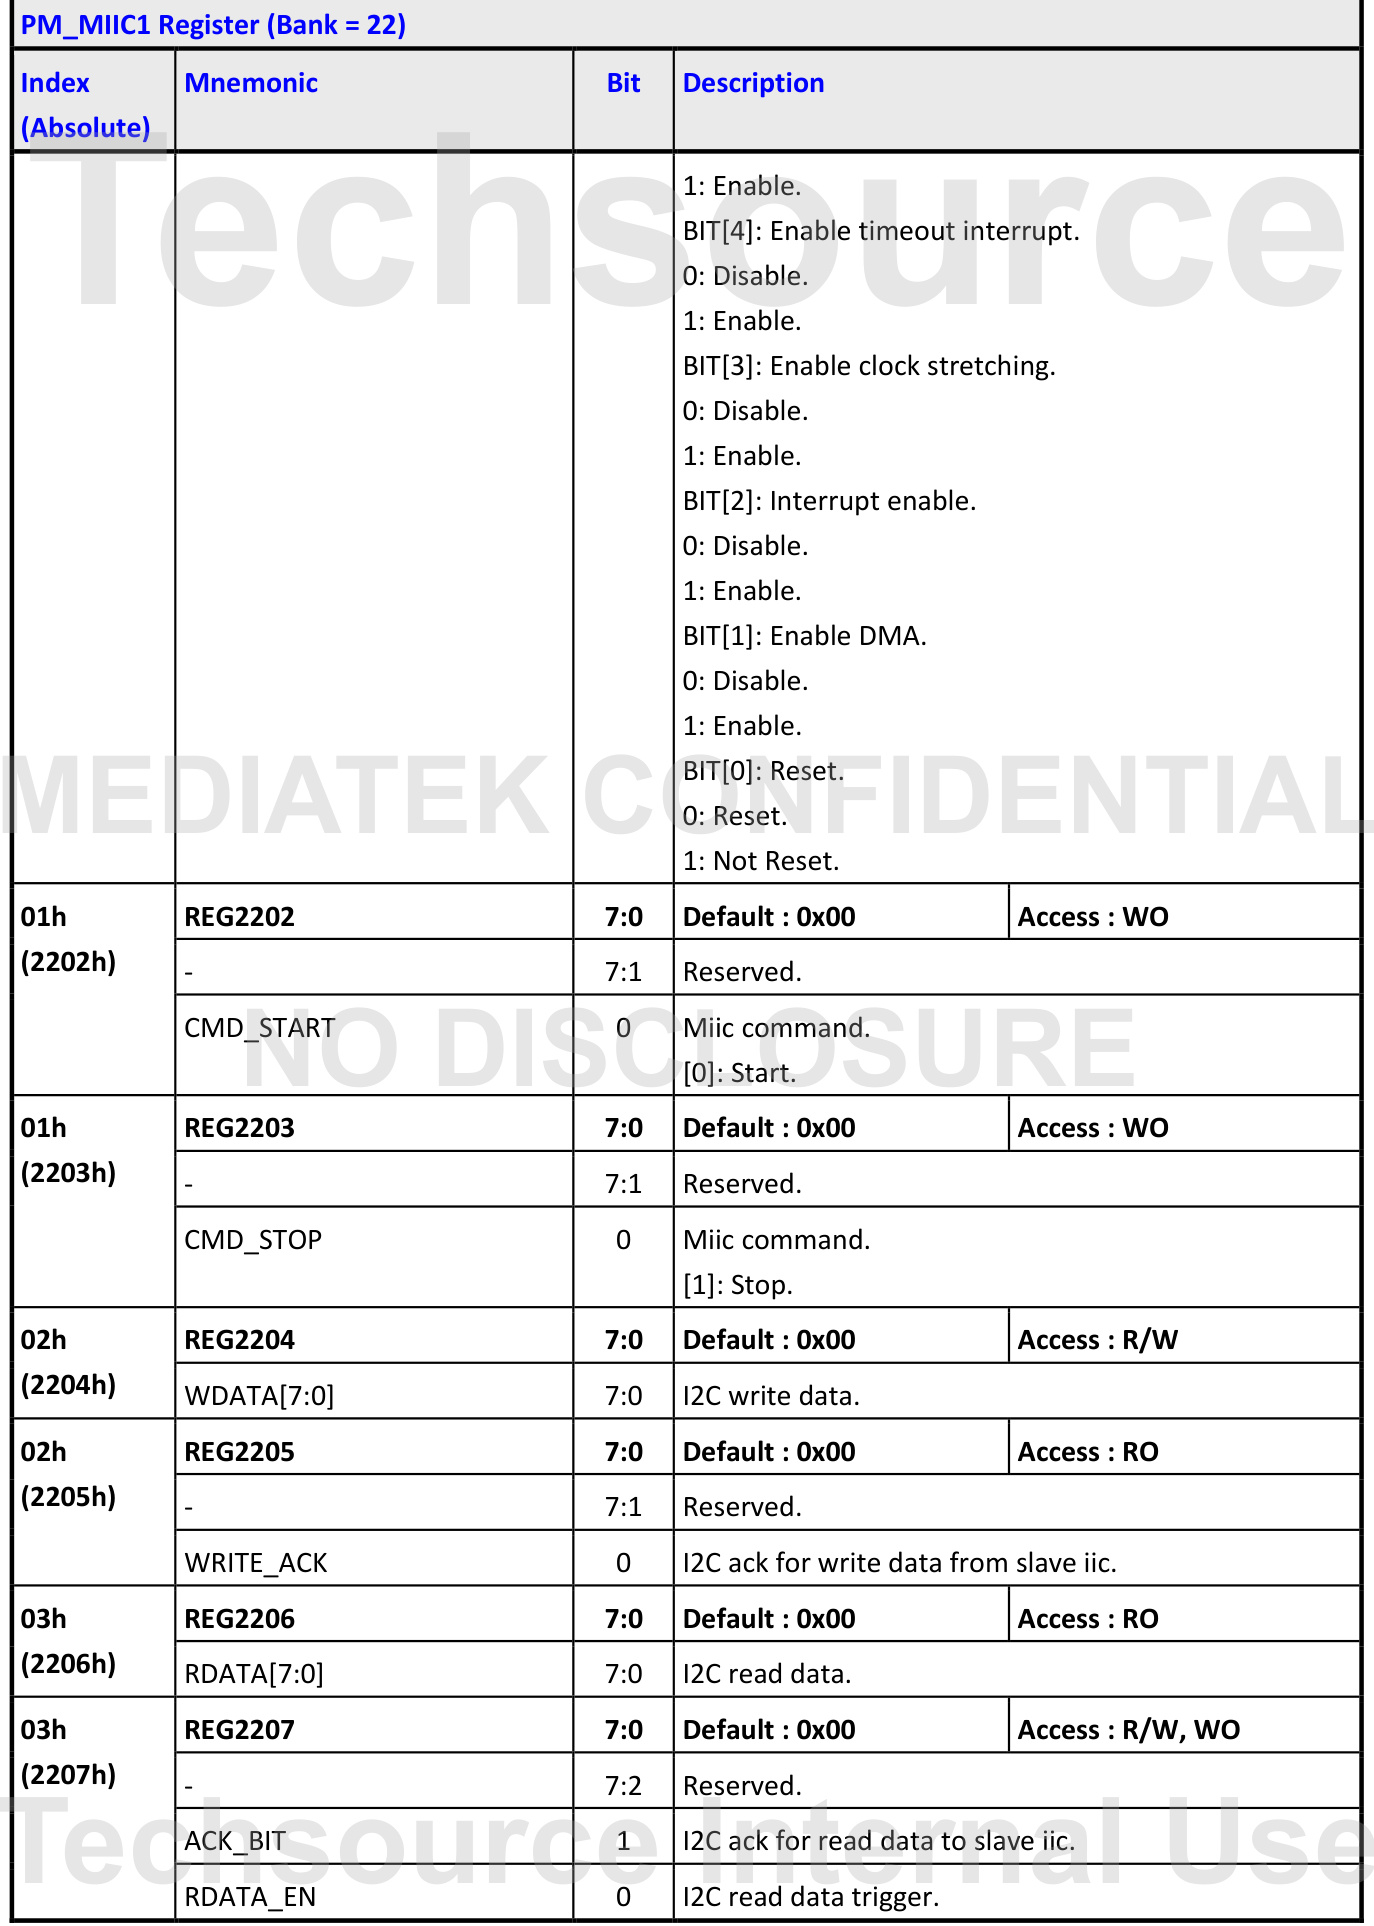 PM_MIIC1 Register (Bank = 22)
Index (Absolute) Mnemonic Bit Description
1: Enable.
BIT[4]: Enable timeout interrupt.
0: Disable.
1: Enable.
BIT[3]: Enable clock stretching.
0: Disable.
1: Enable.
BIT[2]: Interrupt enable.
0: Disable.
1: Enable.
BIT[1]: Enable DMA.
0: Disable.
1: Enable.
BIT[0]: Reset.
0: Reset.
1: Not Reset.
01h (2202h) REG2202 7:0 Default : 0x00 Access : WO
- 7:1 Reserved.
CMD_START 0 Miic command.
[0]: Start.
01h (2203h) REG2203 7:0 Default : 0x00 Access : WO
- 7:1 Reserved.
CMD_STOP 0 Miic command.
[1]: Stop.
02h (2204h) REG2204 7:0 Default : 0x00 Access : R/W
WDATA[7:0] 7:0 I2C write data.
02h (2205h) REG2205 7:0 Default : 0x00 Access : RO
- 7:1 Reserved.
WRITE_ACK 0 I2C ack for write data from slave iic.
03h (2206h) REG2206 7:0 Default : 0x00 Access : RO
RDATA[7:0] 7:0 I2C read data.
03h (2207h) REG2207 7:0 Default : 0x00 Access : R/W, WO
- 7:2 Reserved.
ACK_BIT 1 I2C ack for read data to slave iic.
RDATA_EN 0 I2C read data trigger.
Techsource
MEDIATEK CONFIDENTIAL
NO DISCLOSURE
Techsource Internal Use